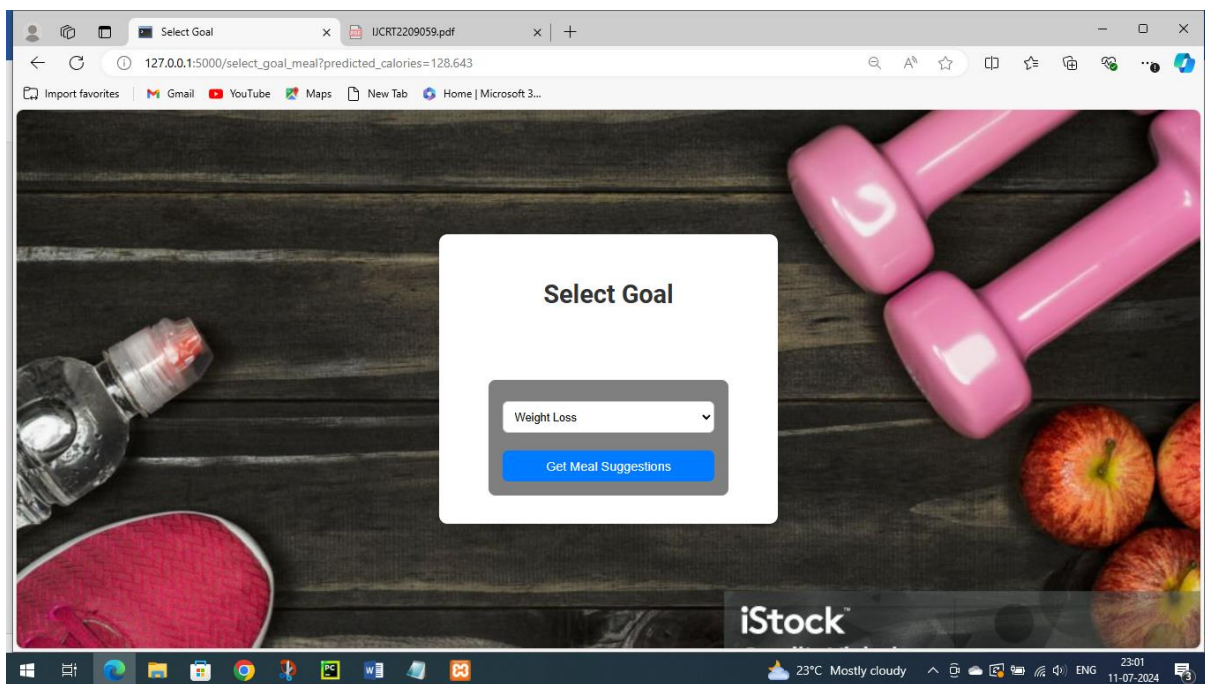 Select Goal
IJCRT2209059.pdf
127.0.0.1:5000/select_goal_meal?predicted_calories=128.643
Import favorites
Gmail
YouTube
Maps
New Tab
Home | Microsoft 3...
Select Goal
Weight Loss
Get Meal Suggestions
iStock™
23°C Mostly cloudy
ENG
23:01
11-07-2024